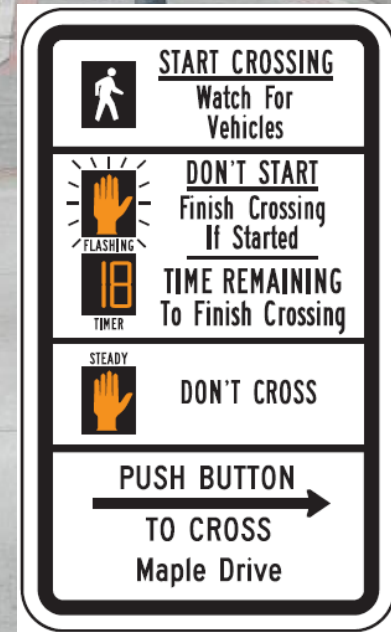 START CROSSING
Watch For
Vehicles
DON'T START
Finish Crossing
If Started
FLASHING
18
TIMER
TIME REMAINING
To Finish Crossing
STEADY
DON'T CROSS
PUSH BUTTON
TO CROSS
Maple Drive